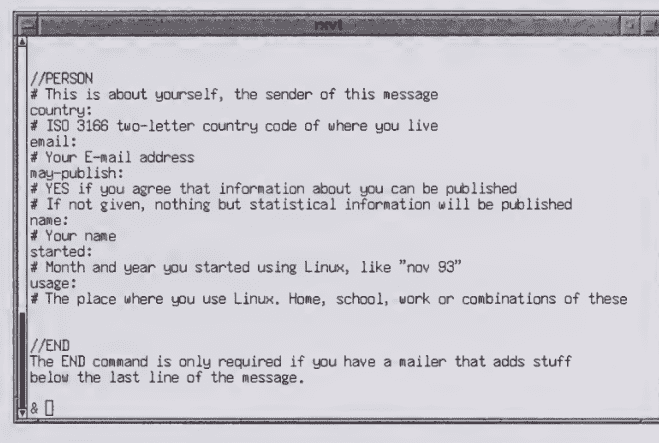 rxvt
//PERSON
# This is about yourself, the sender of this message
country:
# ISO 3166 two-letter country code of where you live
email:
# Your E-mail address
may-publish:
# YES if you agree that information about you can be published
# If not given, nothing but statistical information will be published
name:
# Your name
started:
# Month and year you started using Linux, like "nov 93"
usage:
# The place where you use Linux. Home, school, work or combinations of these
//END
The END command is only required if you have a mailer that adds stuff
below the last line of the message.
&